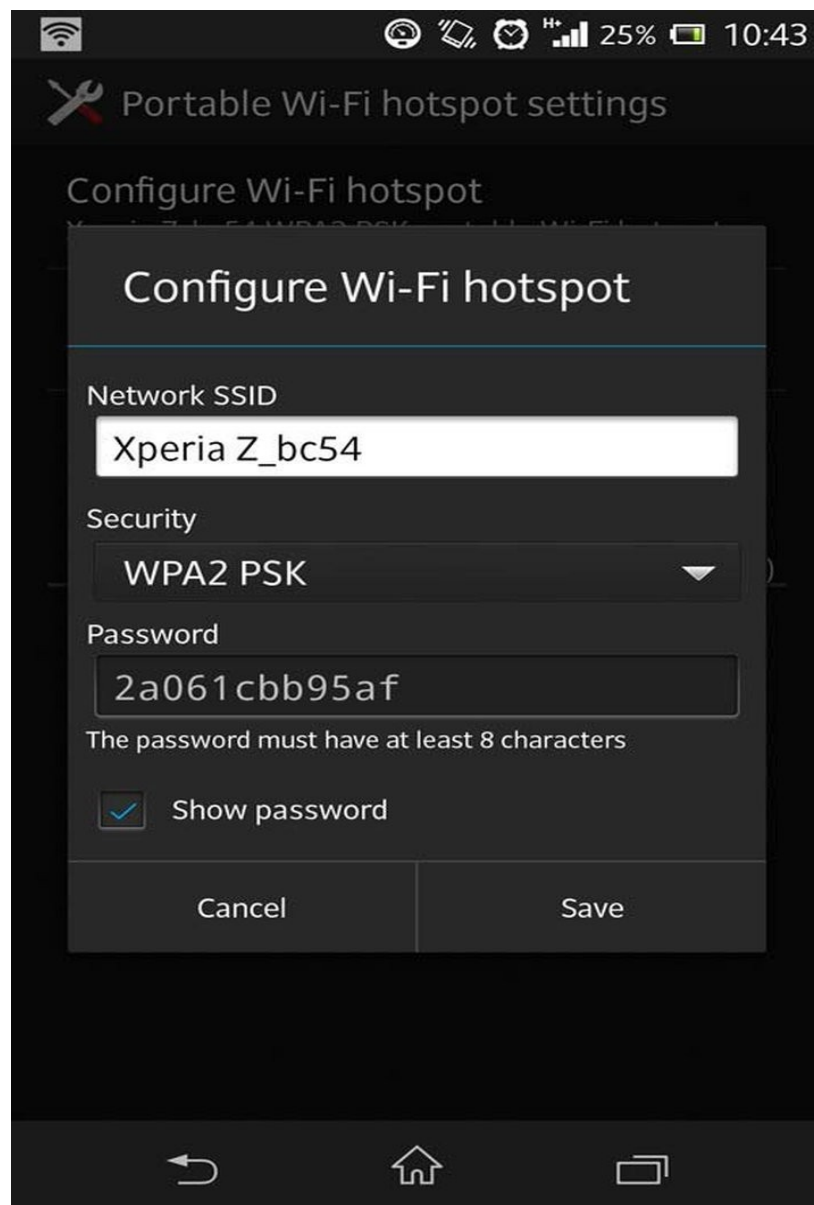 H+ 25% 10:43
Portable Wi-Fi hotspot settings
Configure Wi-Fi hotspot
Configure Wi-Fi hotspot
Network SSID
Xperia Z_bc54
Security
WPA2 PSK
Password
2a061cbb95af
The password must have at least 8 characters
Show password
Cancel
Save